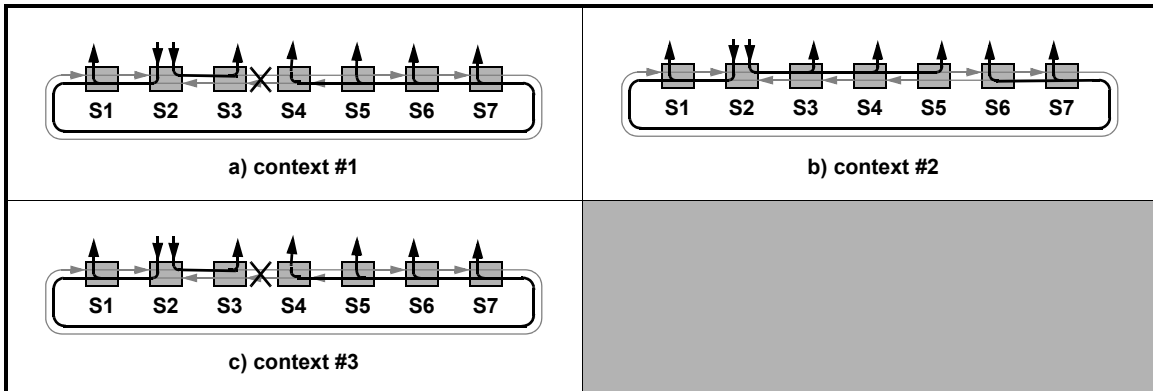 S1 S2 S3 S4 S5 S6 S7
a) context #1
S1 S2 S3 S4 S5 S6 S7
b) context #2
S1 S2 S3 S4 S5 S6 S7
c) context #3